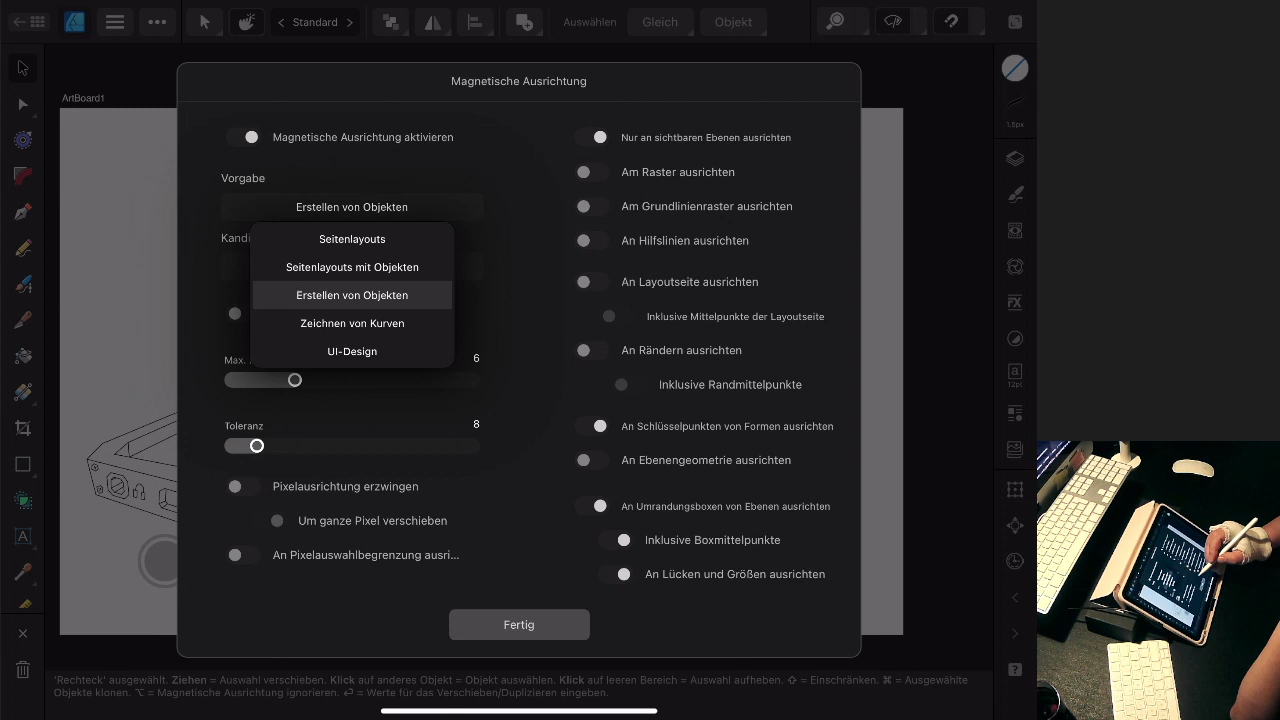 Standard
Auswählen
Gleich
Objekt
ArtBoard1
Magnetische Ausrichtung
Magnetische Ausrichtung aktivieren
Vorgabe
Erstellen von Objekten
Kandi
Seitenlayouts
Seitenlayouts mit Objekten
Erstellen von Objekten
Zeichnen von Kurven
UI-Design
Max.
6
Toleranz
8
Pixelausrichtung erzwingen
Um ganze Pixel verschieben
An Pixelauswahlbegrenzung ausri...
Nur an sichtbaren Ebenen ausrichten
Am Raster ausrichten
Am Grundlinienraster ausrichten
An Hilfslinien ausrichten
An Layoutseite ausrichten
Inklusive Mittelpunkte der Layoutseite
An Rändern ausrichten
Inklusive Randmittelpunkte
An Schlüsselpunkten von Formen ausrichten
An Ebenengeometrie ausrichten
An Umrandungsboxen von Ebenen ausrichten
Inklusive Boxmittelpunkte
An Lücken und Größen ausrichten
Fertig
1.5px
FX
a
12pt
A
?
'Rechteck' ausgewählt. Ziehen = Auswahl verschieben. Klick auf anderes Objekt = Objekt auswählen. Klick auf leeren Bereich = Auswahl aufheben. ⇧ = Einschränken. ⌘ = Ausgewählte
Objekte klonen. ⌥ = Magnetische Ausrichtung ignorieren. ⏎ = Werte für das Verschieben/Duplizieren eingeben.